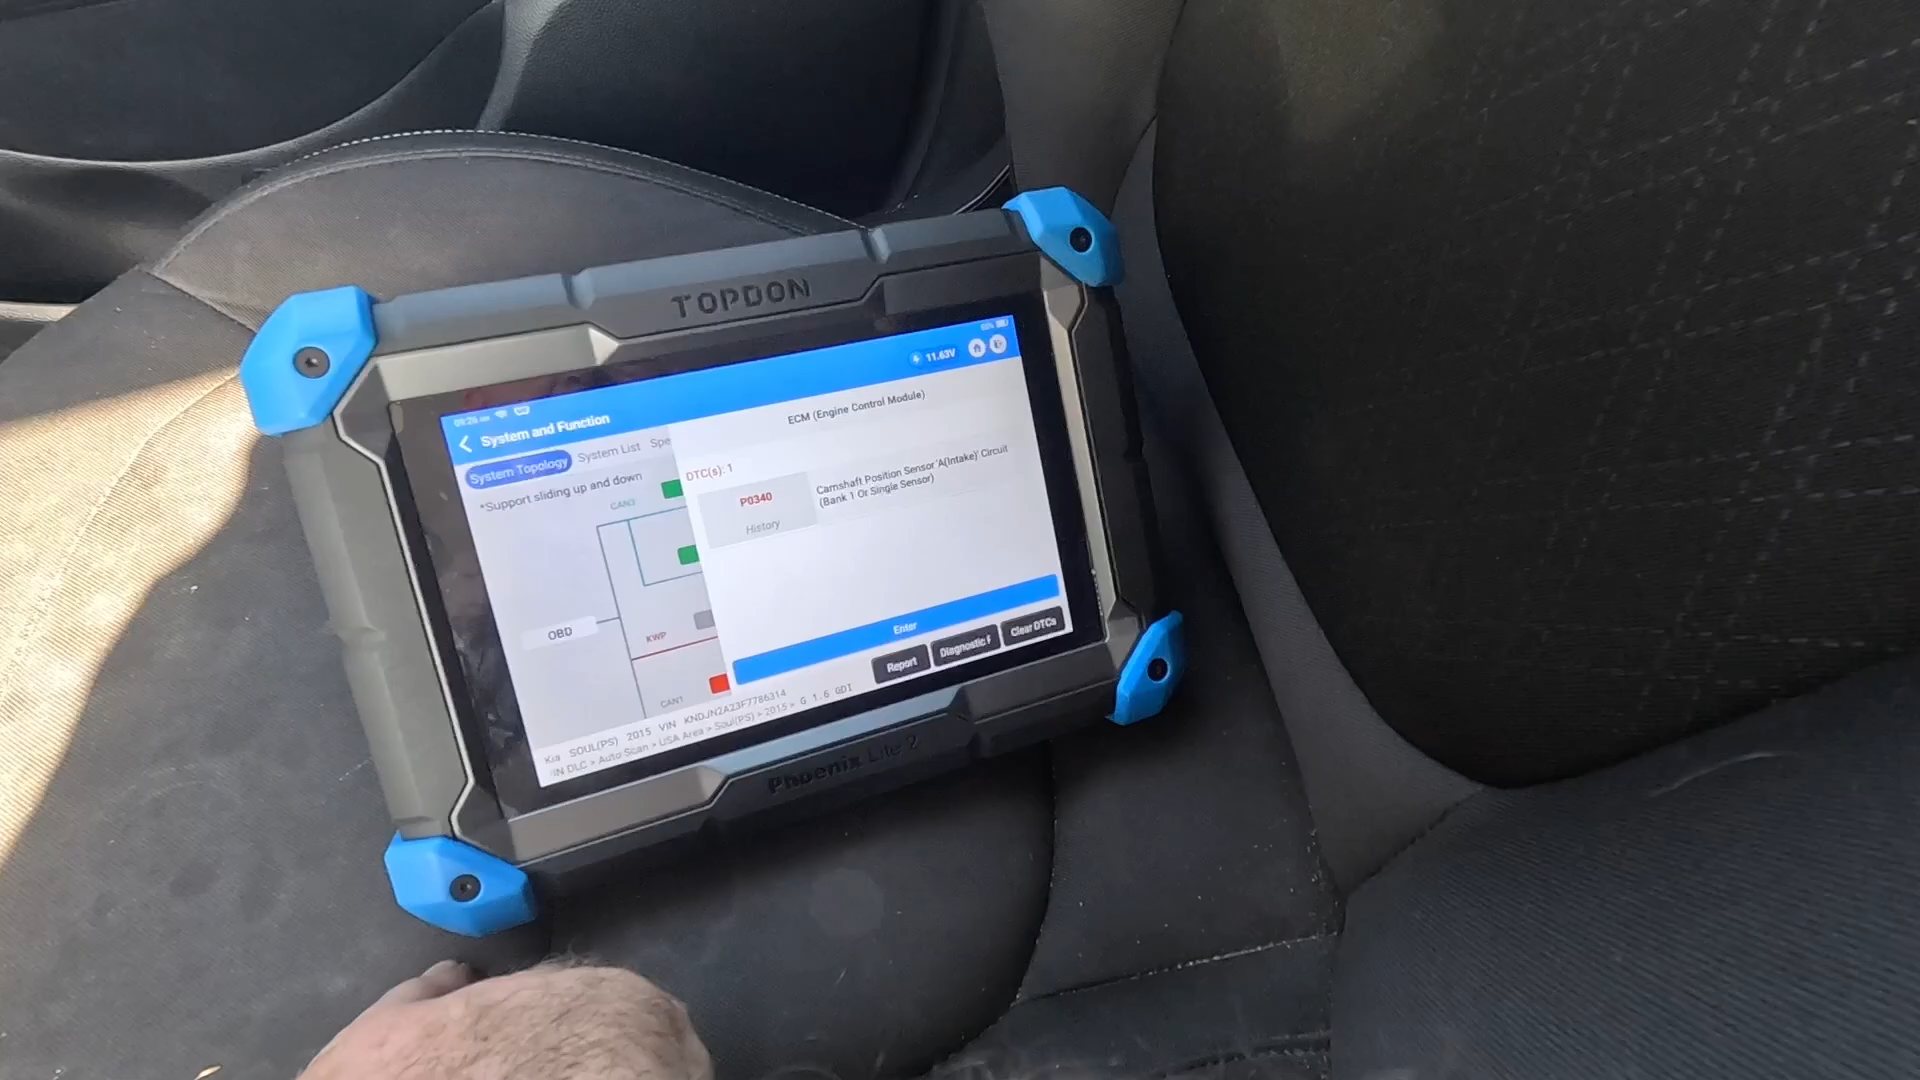 TOPDON
11.63V
System and Function
ECM (Engine Control Module)
System Topology System List Spe
DTC(s): 1
*Support sliding up and down
P0340
Camshaft Position Sensor 'A(Intake)' Circuit
(Bank 1 Or Single Sensor)
History
OBD
KWP
CAN1
Enter
Report
Diagnostic F
Clear DTCs
Kia SOUL(PS) 2015 VIN KNDJN2A23F7786314
IN DLC > Auto Scan > USA Area > Soul(PS) > 2015 > G 1.6 GDI
Phoenix Lite 2